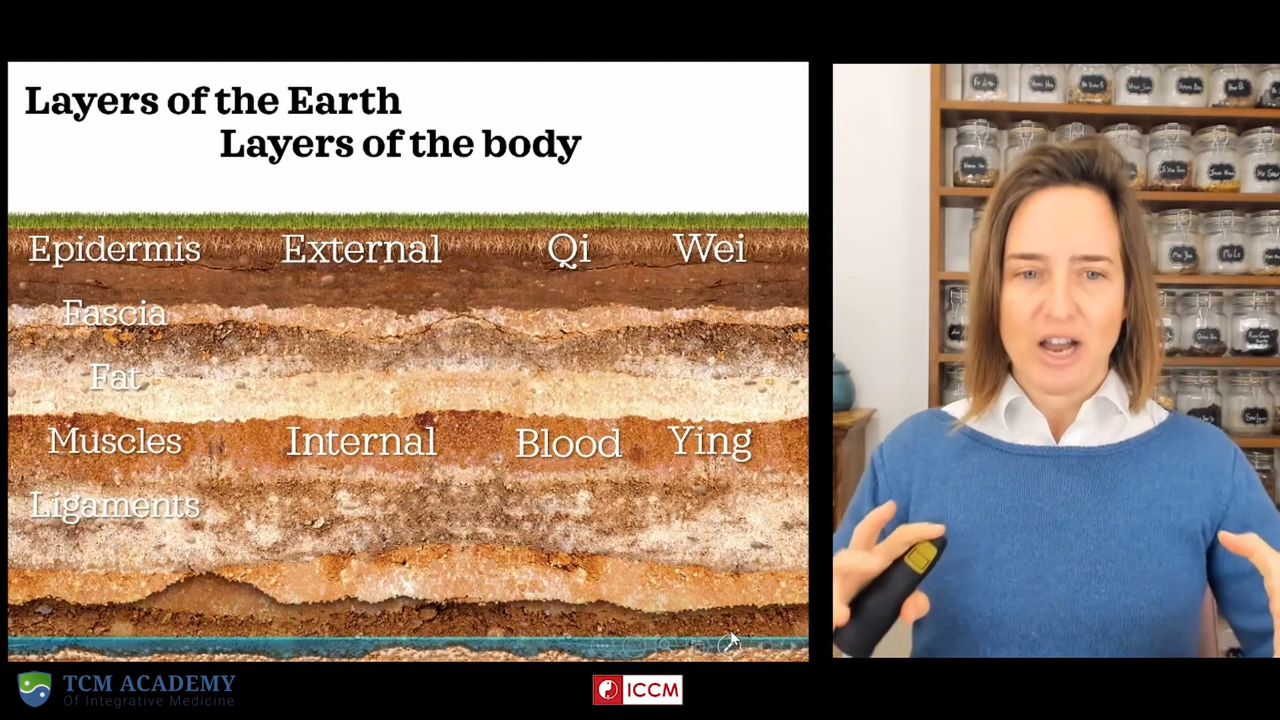 Layers of the Earth
Layers of the body
Epidermis External Qi Wei
Fascia
Fat
Muscles Internal Blood Ying
Ligaments
TCM ACADEMY
Of Integrative Medicine
ICCM